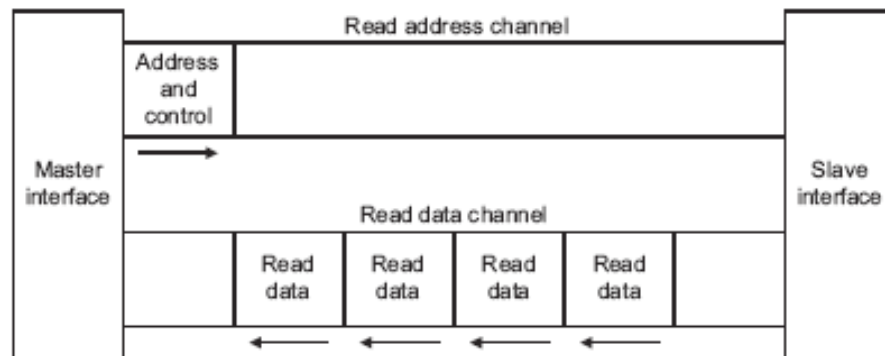 Read address channel
Address
and
control
Master
interface
Slave
interface
Read data channel
Read
data
Read
data
Read
data
Read
data